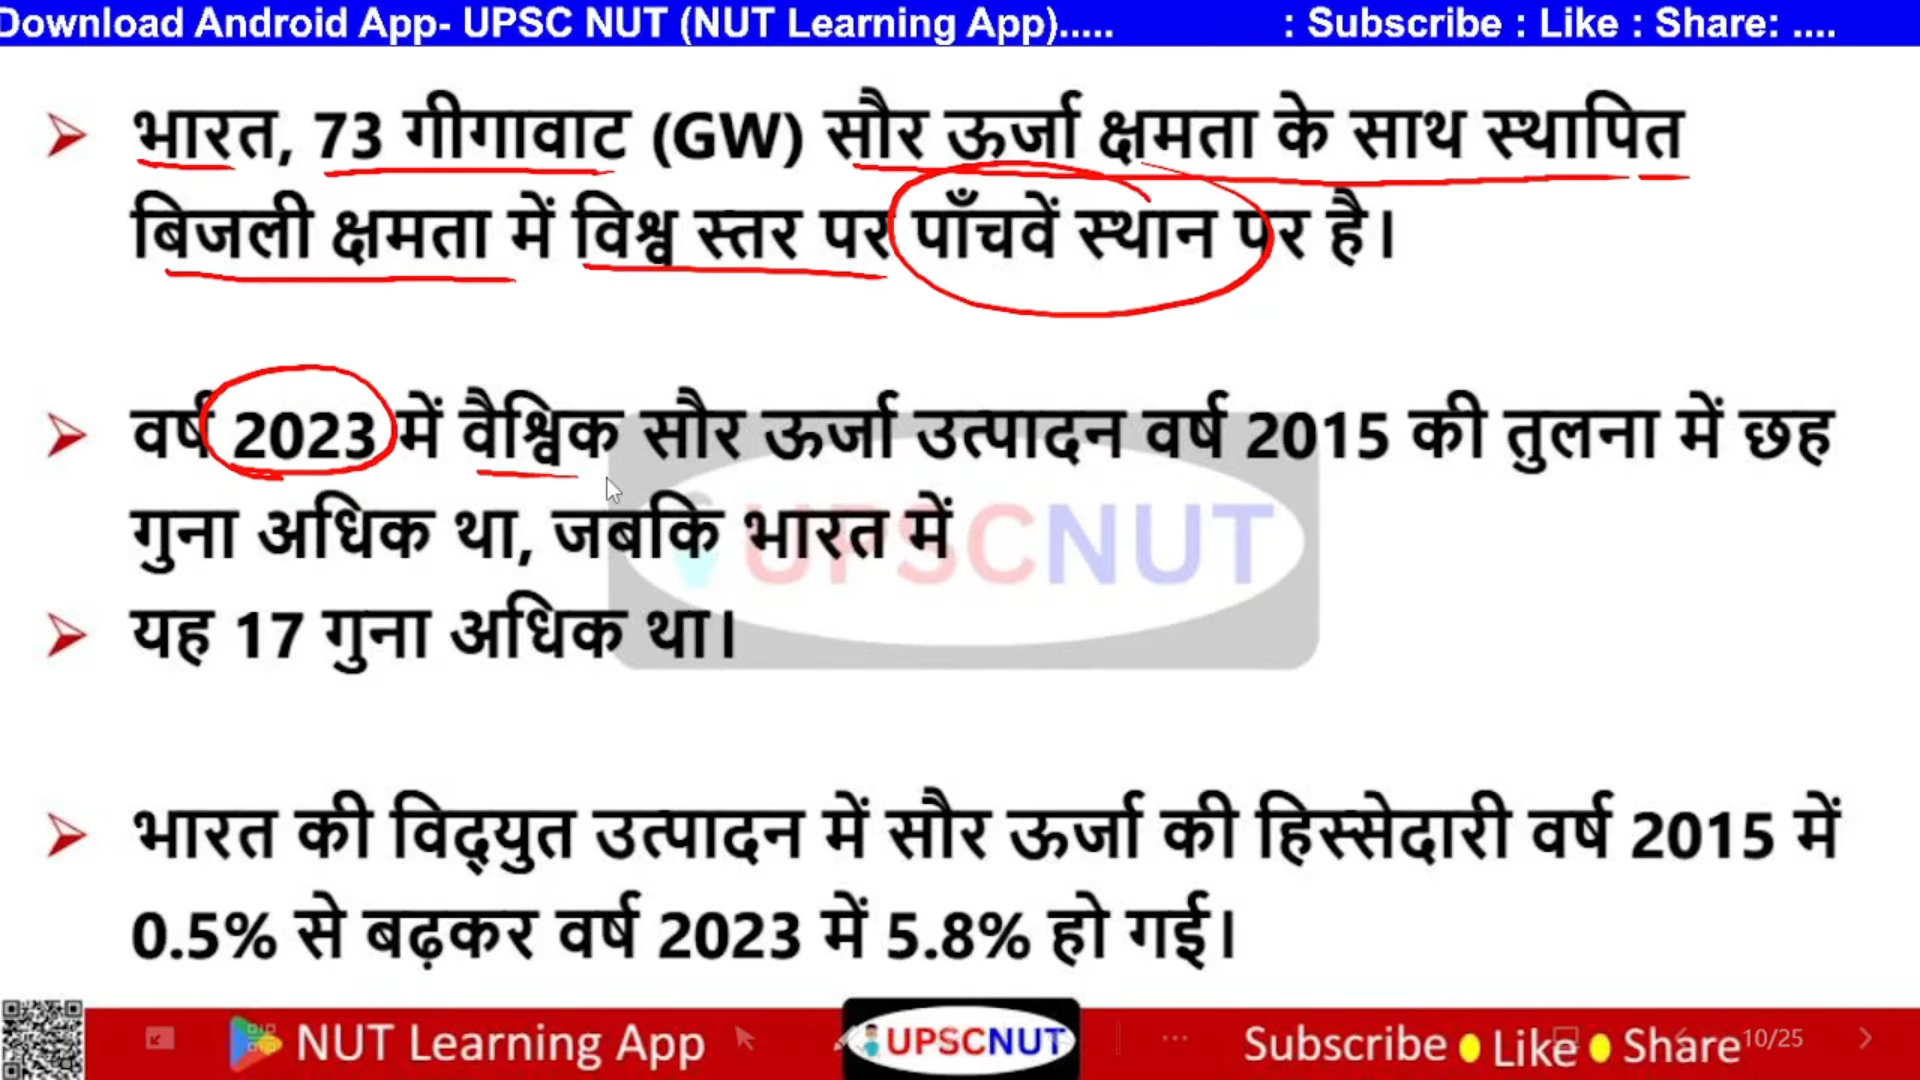 Download Android App- UPSC NUT (NUT Learning App)..... : Subscribe : Like : Share: ....
भारत, 73 गीगावाट (GW) सौर ऊर्जा क्षमता के साथ स्थापित
बिजली क्षमता में विश्व स्तर पर पाँचवें स्थान पर है।
वर्ष 2023 में वैश्विक सौर ऊर्जा उत्पादन वर्ष 2015 की तुलना में छह
गुना अधिक था, जबकि भारत में
UPSCNUT
यह 17 गुना अधिक था।
भारत की विद्युत उत्पादन में सौर ऊर्जा की हिस्सेदारी वर्ष 2015 में
0.5% से बढ़कर वर्ष 2023 में 5.8% हो गई।
NUT Learning App UPSCNUT Subscribe Like Share 10/25